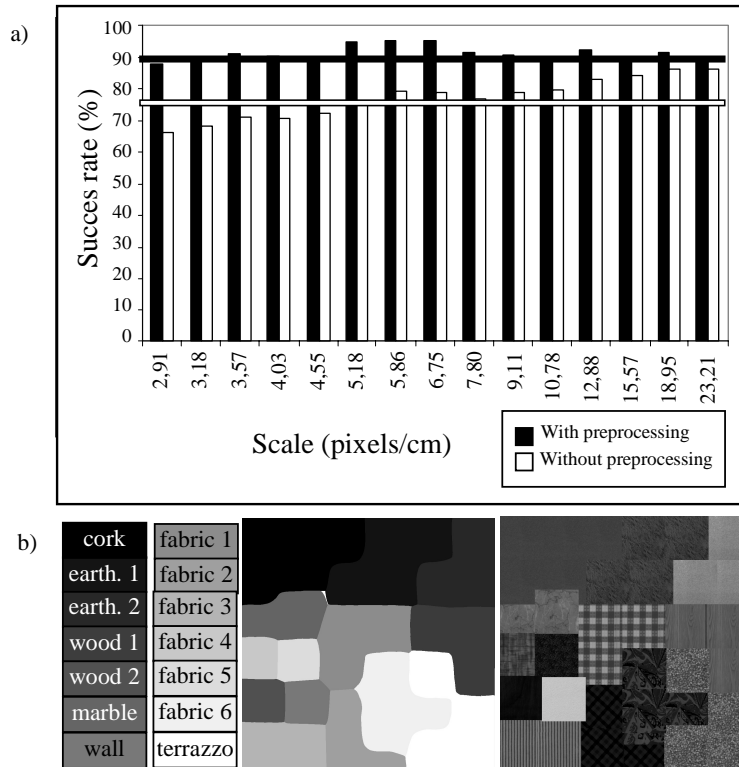 a)
Succes rate (%)
100
90
80
70
60
50
40
30
20
10
0
2,91
3,18
3,57
4,03
4,55
5,18
5,86
6,75
7,80
9,11
10,78
12,88
15,57
18,95
23,21
Scale (pixels/cm)
With preprocessing
Without preprocessing
b)
cork
fabric 1
earth. 1
fabric 2
earth. 2
fabric 3
wood 1
fabric 4
wood 2
fabric 5
marble
fabric 6
wall
terrazzo